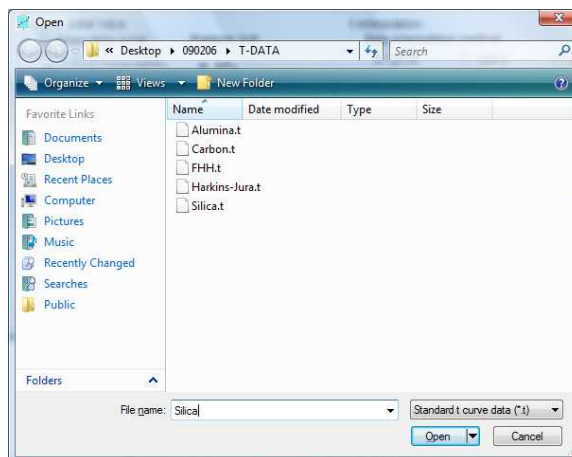 Open
« Desktop ▸ 090206 ▸ T-DATA
Search
Organize Views New Folder
Favorite Links
Documents
Desktop
Recent Places
Computer
Pictures
Music
Recently Changed
Searches
Public
Folders
Name Date modified Type Size
Alumina.t
Carbon.t
FHH.t
Harkins-Jura.t
Silica.t
File name: Silica
Standard t curve data (*.t)
Open Cancel